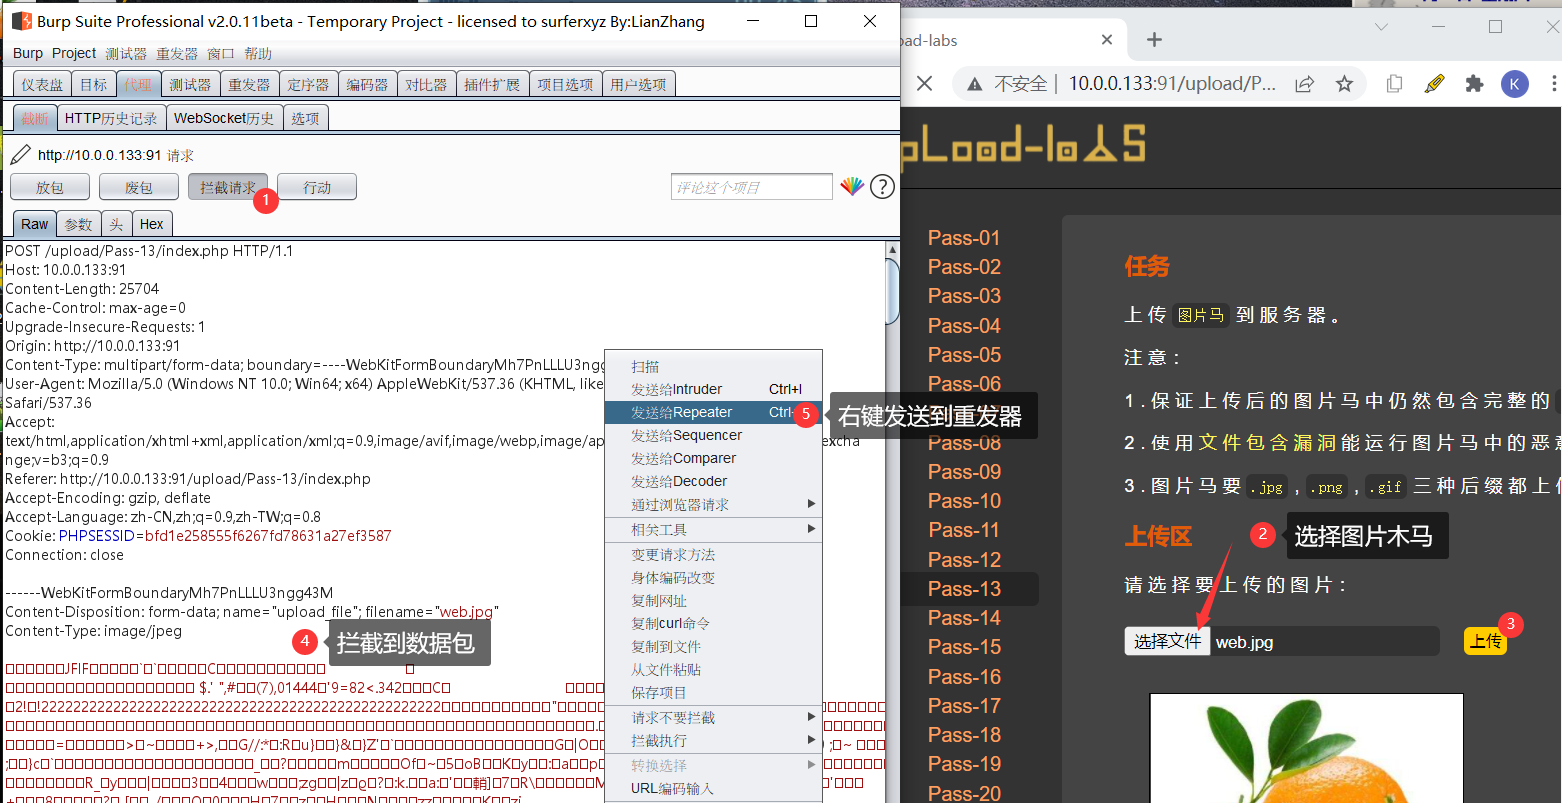 Burp Suite Professional v2.0.11beta - Temporary Project - licensed to surferxyz By:LianZhang
Burp Project 测试器 重发器 窗口 帮助
仪表盘 目标 代理 测试器 重发器 定序器 编码器 对比器 插件扩展 项目选项 用户选项
截断 HTTP历史记录 WebSocket历史 选项
http://10.0.0.133:91 请求
放包 废包 拦截请求 行动 评论这个项目 ?
1
Raw 参数 头 Hex
POST /upload/Pass-13/index.php HTTP/1.1
Host: 10.0.0.133:91
Content-Length: 25704
Cache-Control: max-age=0
Upgrade-Insecure-Requests: 1
Origin: http://10.0.0.133:91
Content-Type: multipart/form-data; boundary=----WebKitFormBoundaryMh7PnLLLU3ngg
User-Agent: Mozilla/5.0 (Windows NT 10.0; Win64; x64) AppleWebKit/537.36 (KHTML, like
Safari/537.36
Accept:
text/html,application/xhtml+xml,application/xml;q=0.9,image/avif,image/webp,image/ap
excha
nge;v=b3;q=0.9
Referer: http://10.0.0.133:91/upload/Pass-13/index.php
Accept-Encoding: gzip, deflate
Accept-Language: zh-CN,zh;q=0.9,zh-TW;q=0.8
Cookie: PHPSESSID=bfd1e258555f6267fd78631a27ef3587
Connection: close
------WebKitFormBoundaryMh7PnLLLU3ngg43M
Content-Disposition: form-data; name="upload_file"; filename="web.jpg"
Content-Type: image/jpeg
4 拦截到数据包
扫描
发送给Intruder Ctrl+I
发送给Repeater Ctrl-
5 右键发送到重发器
发送给Sequencer
发送给Comparer
发送给Decoder
通过浏览器请求
相关工具
变更请求方法
身体编码改变
复制网址
复制curl命令
复制到文件
从文件粘贴
保存项目
请求不要拦截
拦截执行
转换选择
URL编码输入
oad-labs
不安全 | 10.0.0.133:91/upload/P... K
pLoad-labs
Pass-01
Pass-02
Pass-03
Pass-04
Pass-05
Pass-06
Pass-08
Pass-09
Pass-10
Pass-11
Pass-12
Pass-13
Pass-14
Pass-15
Pass-16
Pass-17
Pass-18
Pass-19
Pass-20
任务
上传 图片马 到服务器。
注意：
1.保证上传后的图片马中仍然包含完整的
2.使用文件包含漏洞能运行图片马中的恶意
3.图片马要 .jpg , .png , .gif 三种后缀都上传
上传区
2 选择图片木马
请选择要上传的图片：
3
选择文件 web.jpg 上传